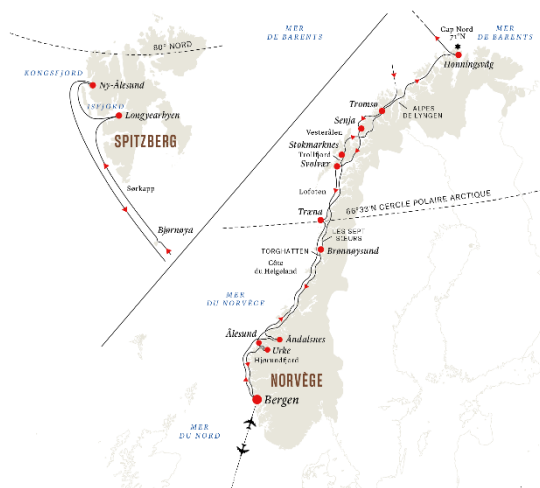 MER
DE BARENTS
Cap Nord
71°N
MER
DE BARENTS
80° NORD
KONGSFJORD
Honningsvåg
Ny-Ålesund
ISFJORD
Longyearbyen
SPITZBERG
Tromsø
ALPES
DE LYNGEN
Senja
Vesterålen
Stokmarknes
Trollfjord
Svolvær
Sørkapp
Lofoten
66°33'N CERCLE POLAIRE ARCTIQUE
Træna
Bjørnøya
LES SEPT
SŒURS
TORGHATTEN
Brønnøysund
Côte
du Helgeland
MER
DU NORVÈGE
Ålesund
Åndalsnes
Urke
Hjørundfjord
NORVÈGE
Bergen
MER
DU NORD